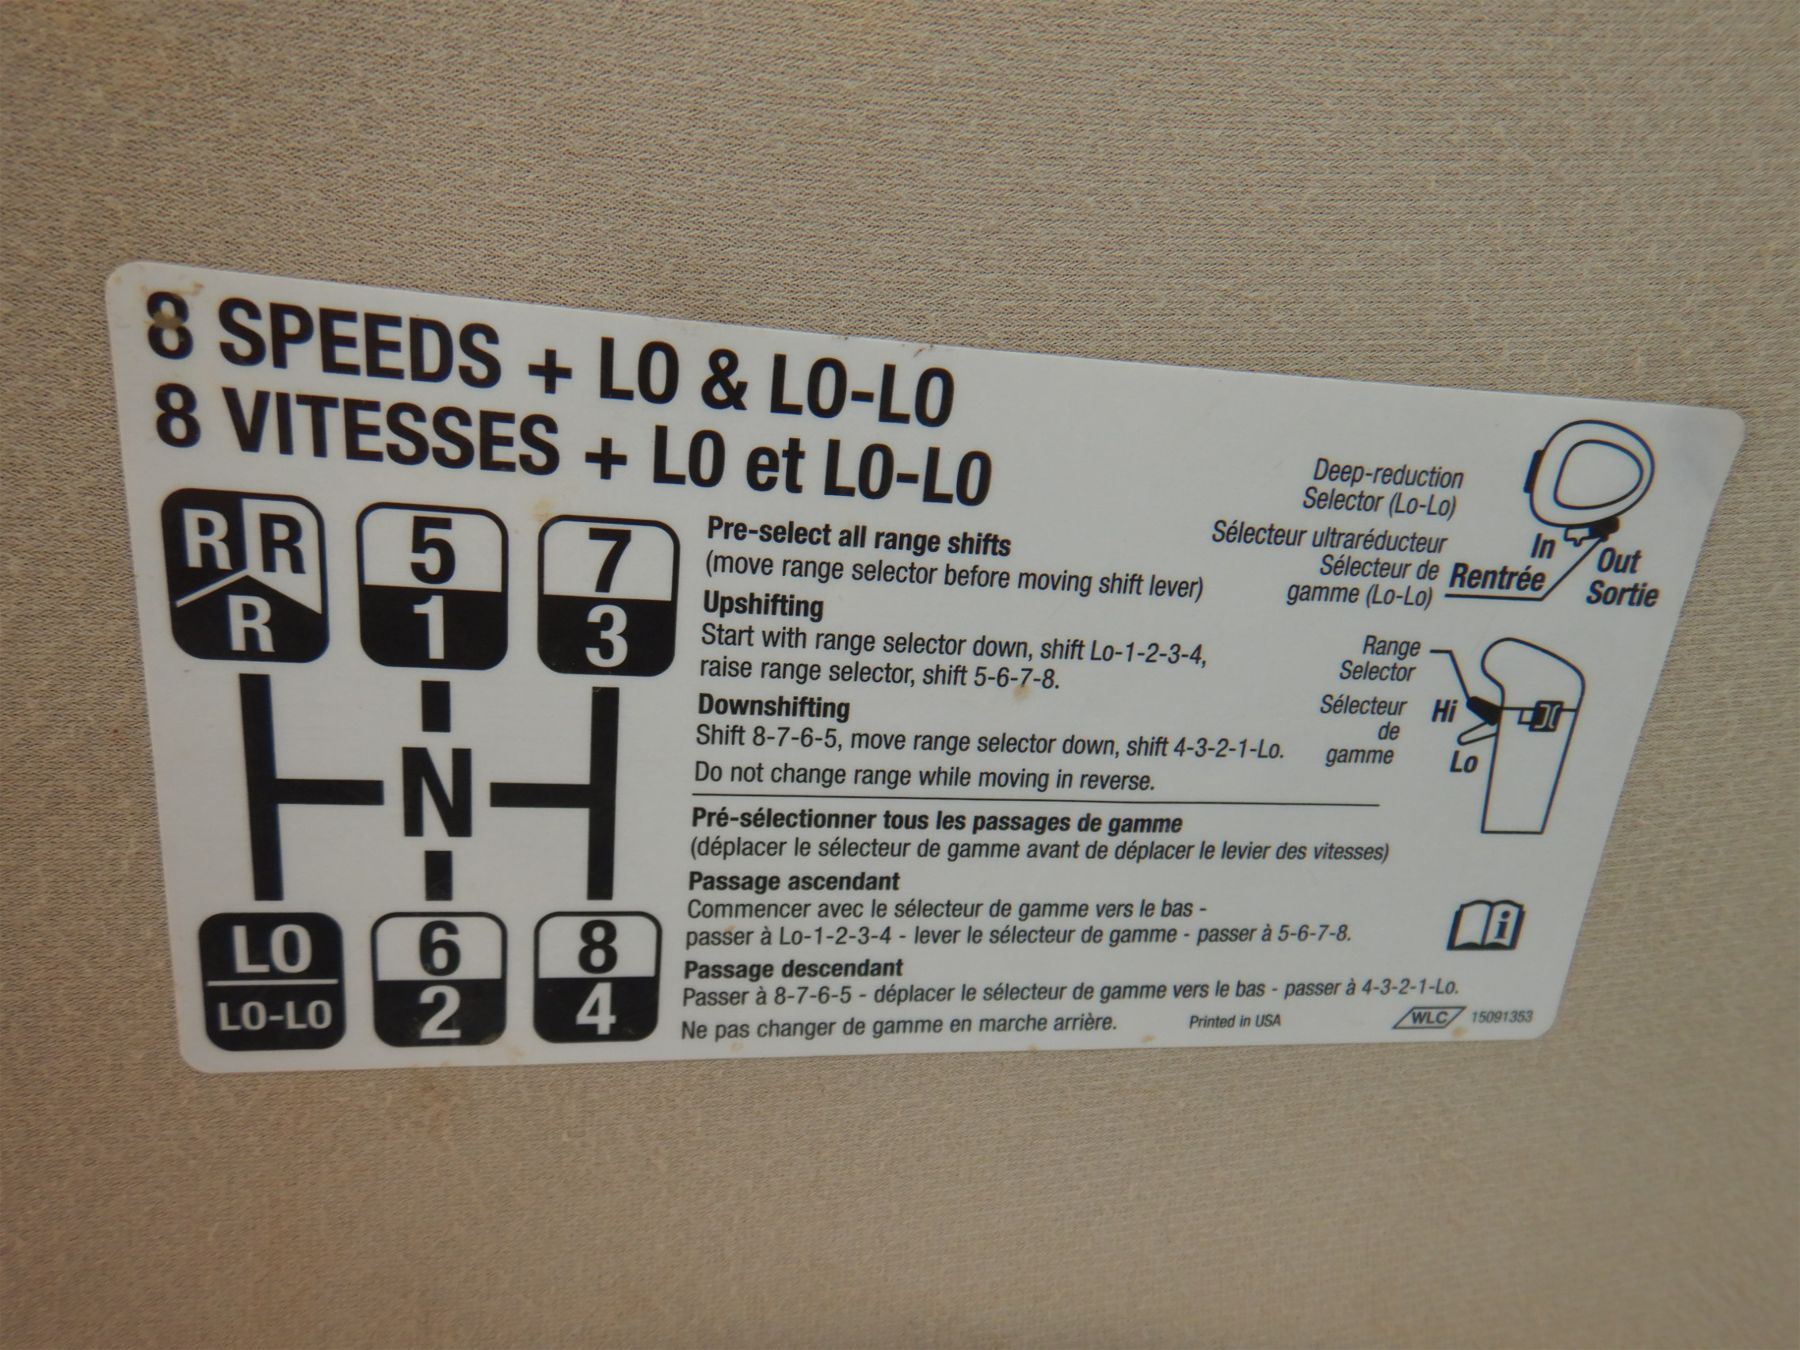 8 SPEEDS + LO & LO-LO
8 VITESSES + LO et LO-LO
R R
R
5
1
7
3
N
LO
LO-LO
6
2
8
4
Pre-select all range shifts
(move range selector before moving shift lever)
Upshifting
Start with range selector down, shift Lo-1-2-3-4,
raise range selector, shift 5-6-7-8.
Downshifting
Shift 8-7-6-5, move range selector down, shift 4-3-2-1-Lo.
Do not change range while moving in reverse.
Pré-sélectionner tous les passages de gamme
(déplacer le sélecteur de gamme avant de déplacer le levier des vitesses)
Passage ascendant
Commencer avec le sélecteur de gamme vers le bas -
passer à Lo-1-2-3-4 - lever le sélecteur de gamme - passer à 5-6-7-8.
Passage descendant
Passer à 8-7-6-5 - déplacer le sélecteur de gamme vers le bas - passer à 4-3-2-1-Lo.
Ne pas changer de gamme en marche arrière.
Printed in USA
WLC 15091353
Deep-reduction
Selector (Lo-Lo)
Sélecteur ultraréducteur
Sélecteur de
gamme (Lo-Lo)
In
Rentrée
Out
Sortie
Range
Selector
Sélecteur
de
gamme
Hi
Lo
i